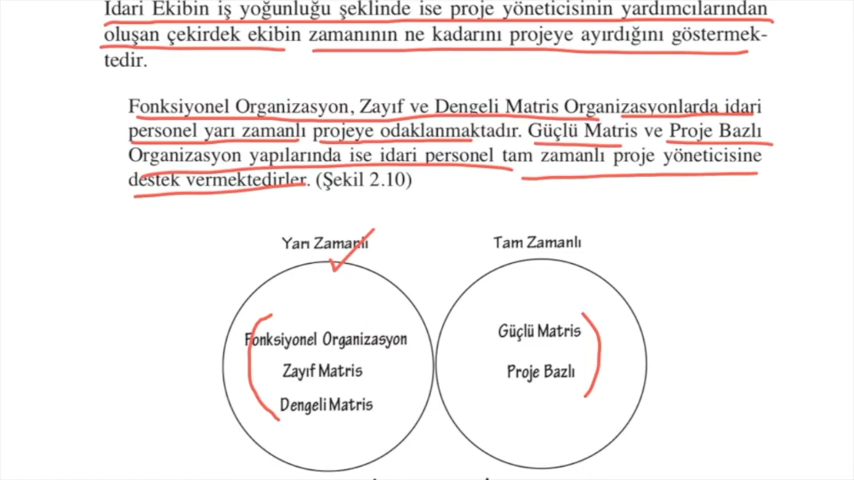 İdari Ekibin iş yoğunluğu şeklinde ise proje yöneticisinin yardımcılarından
oluşan çekirdek ekibin zamanının ne kadarını projeye ayırdığını göstermek-
tedir.
Fonksiyonel Organizasyon, Zayıf ve Dengeli Matris Organizasyonlarda idari
personel yarı zamanlı projeye odaklanmaktadır. Güçlü Matris ve Proje Bazlı
Organizasyon yapılarında ise idari personel tam zamanlı proje yöneticisine
destek vermektedirler. (Şekil 2.10)
Yarı Zamanlı
Tam Zamanlı
Fonksiyonel Organizasyon
Zayıf Matris
Dengeli Matris
Güçlü Matris
Proje Bazlı